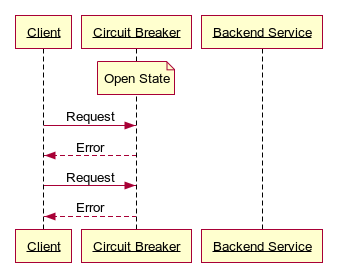 Client
Circuit Breaker
Backend Service
Open State
Request
Error
Request
Error
Client
Circuit Breaker
Backend Service